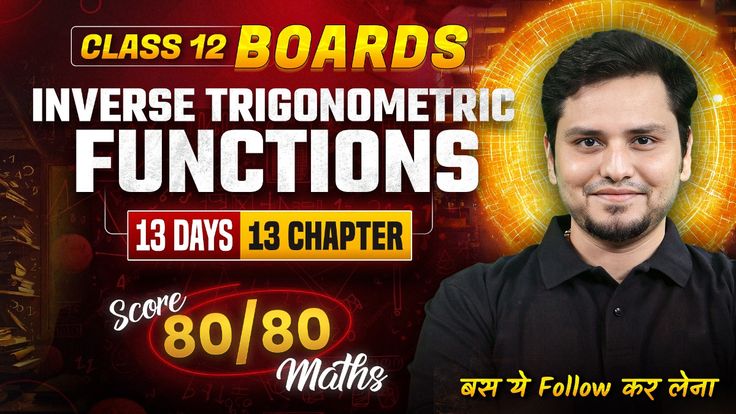 CLASS 12 BOARDS
INVERSE TRIGONOMETRIC
FUNCTIONS
13 DAYS 13 CHAPTER
Score
80/80
Maths
बस ये Follow कर लेना